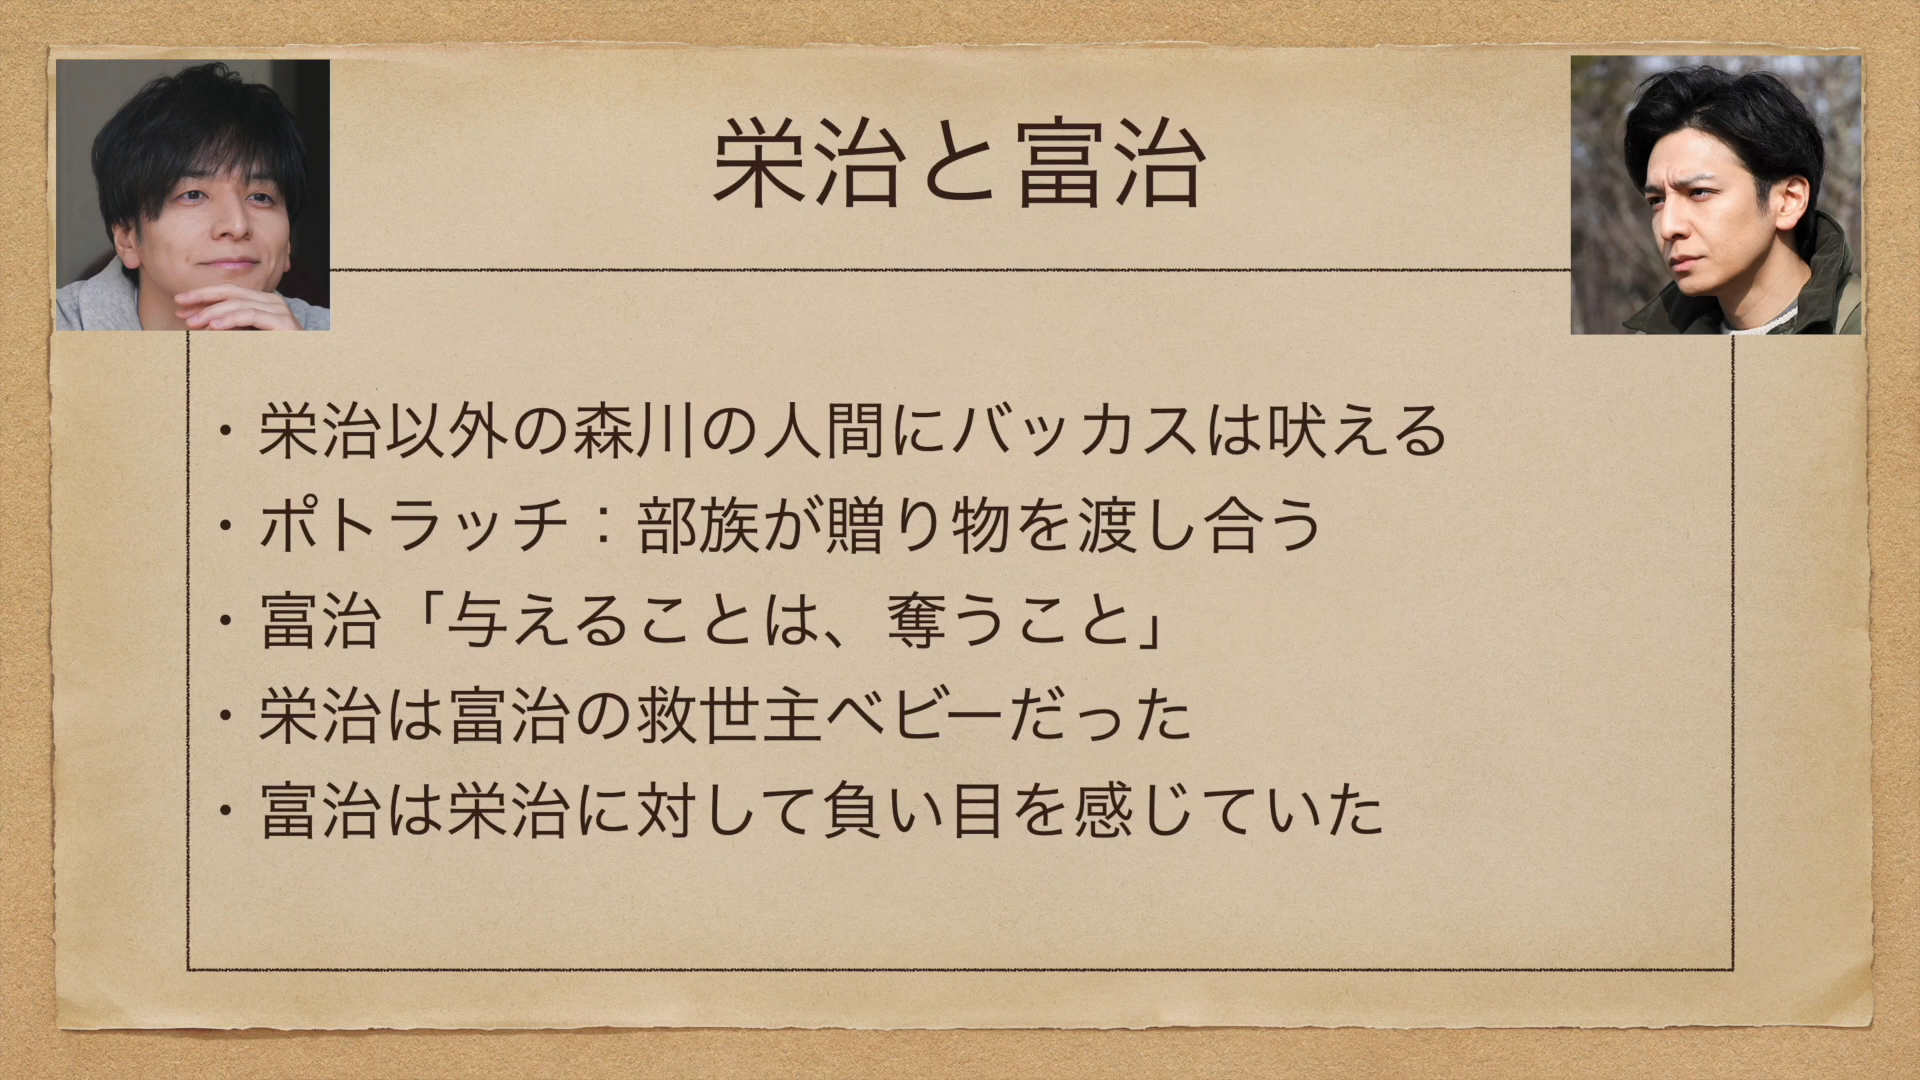 栄治と富治
・栄治以外の森川の人間にバッカスは吠える
・ポトラッチ：部族が贈り物を渡し合う
・富治「与えることは、奪うこと」
・栄治は富治の救世主ベビーだった
・富治は栄治に対して負い目を感じていた